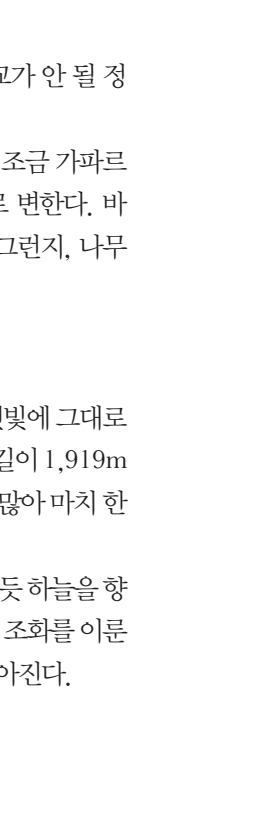 가 안 될 정
조금 가파르
변한다. 바
그런지, 나무
빛에 그대로
길이 1,919m
많아 마치 한
듯 하늘을 향
조화를 이룬
아진다.